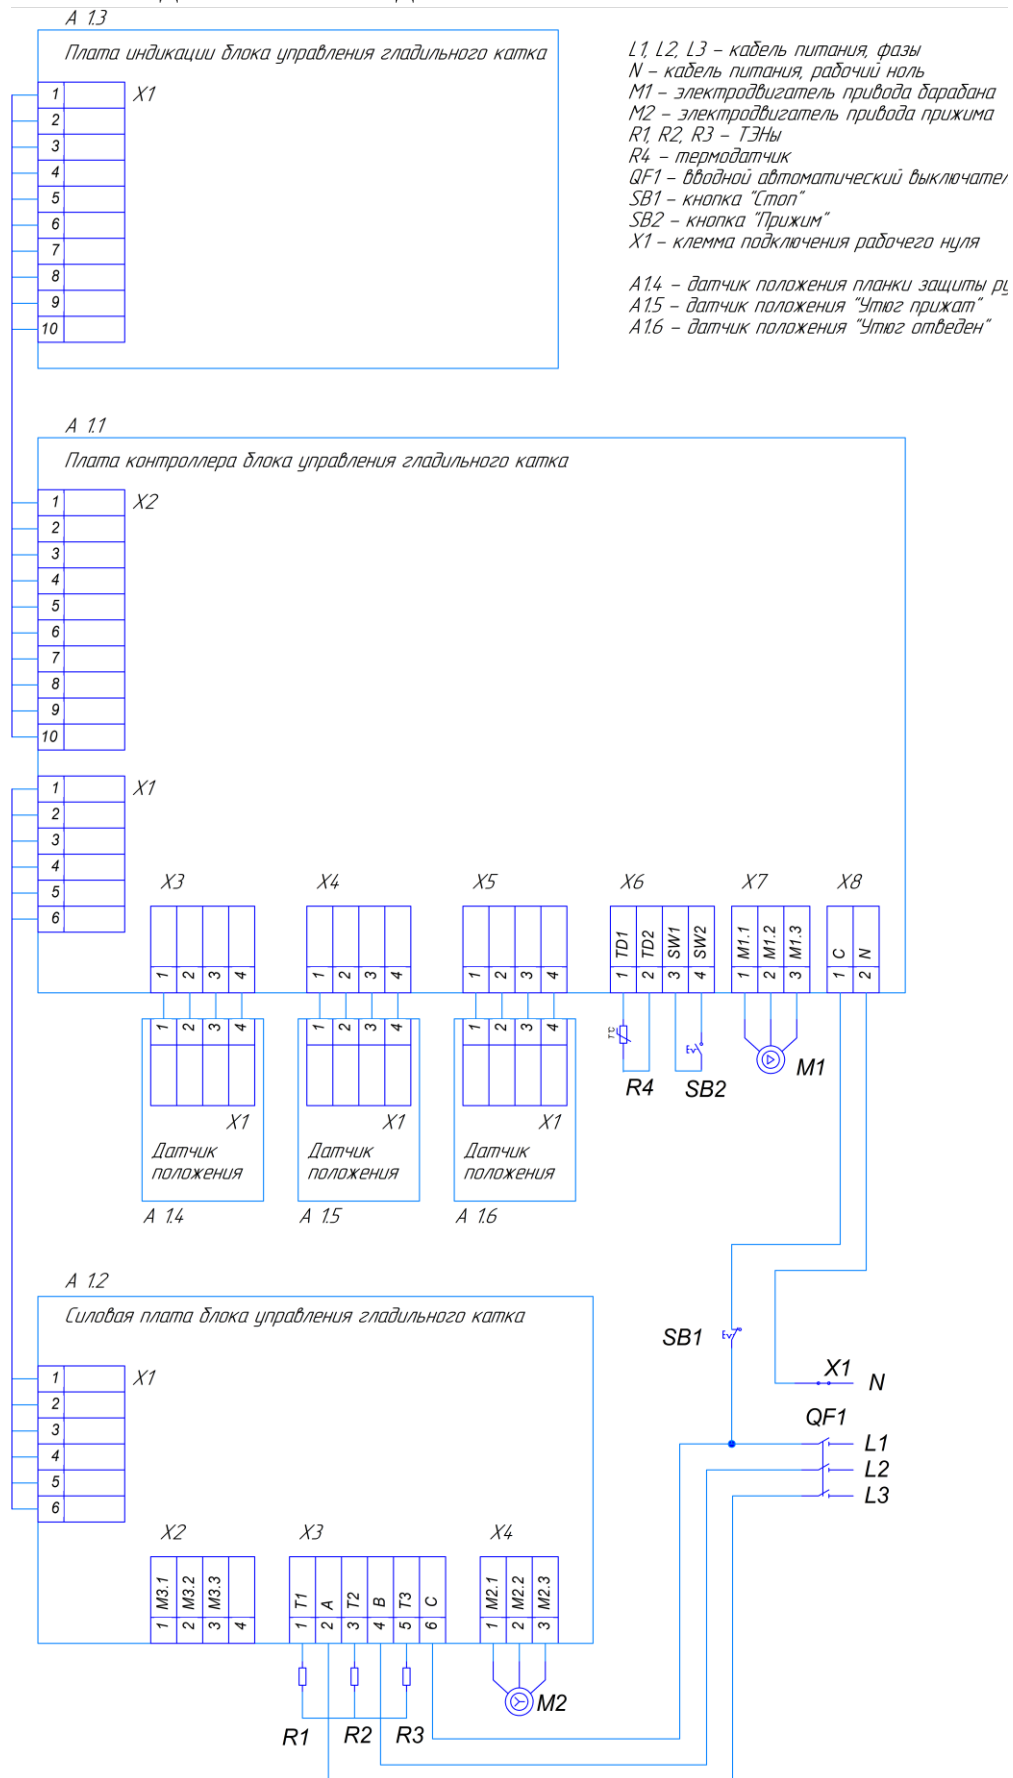 А 1.3
Плата индикации блока управления гладильного катка
1 X1
2
3
4
5
6
7
8
9
10
L1, L2, L3 – кабель питания, фазы
N – кабель питания, рабочий ноль
М1 – электродвигатель привода барабана
М2 – электродвигатель привода прижима
R1, R2, R3 – ТЭНы
R4 – термодатчик
QF1 – вводной автоматический выключател
SB1 – кнопка "Стоп"
SB2 – кнопка "Прижим"
X1 – клемма подключения рабочего нуля
А1.4 – датчик положения планки защиты ру
А1.5 – датчик положения "Утюг прижат"
А1.6 – датчик положения "Утюг отведен"
А 1.1
Плата контроллера блока управления гладильного катка
1 X2
2
3
4
5
6
7
8
9
10
1 X1
2
3
4
5
6
X3 X4 X5 X6 X7 X8
TD1 TD2 SW1 SW2 M1.1 M1.2 M1.3 C N
1 2 3 4 1 2 3 4 1 2 3 4 1 2 3 4 1 2 3 1 2
1 2 3 4 1 2 3 4 1 2 3 4
T°C
R4 SB2 M1
X1 X1 X1
Датчик
положения
Датчик
положения
Датчик
положения
А 1.4 А 1.5 А 1.6
А 1.2
Силовая плата блока управления гладильного катка
1 X1
2
3
4
5
6
SB1
X1 N
QF1
L1
L2
L3
X2 X3 X4
M3.1 M3.2 M3.3 T1 A T2 B T3 C M2.1 M2.2 M2.3
1 2 3 4 1 2 3 4 5 6 1 2 3
R1 R2 R3 M2